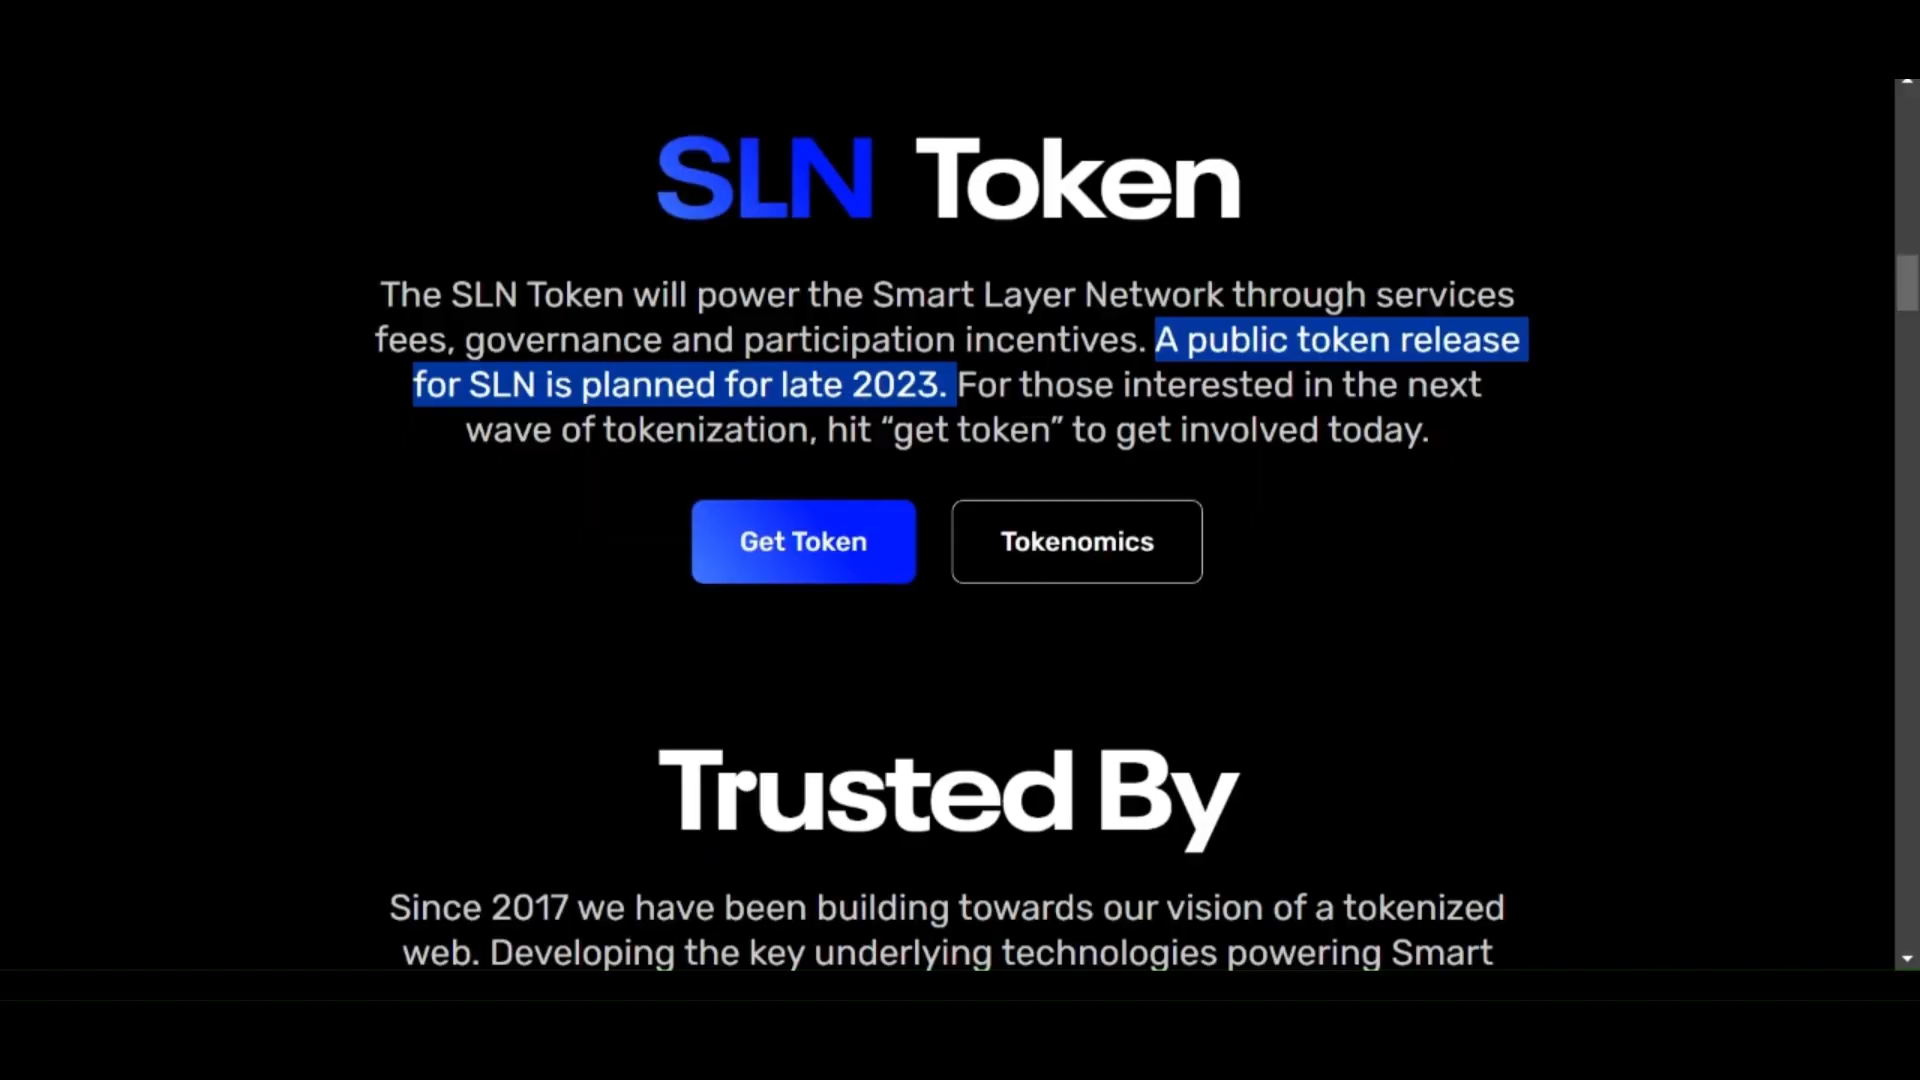 SLN Token
The SLN Token will power the Smart Layer Network through services
fees, governance and participation incentives. A public token release
for SLN is planned for late 2023. For those interested in the next
wave of tokenization, hit “get token” to get involved today.
Get Token
Tokenomics
Trusted By
Since 2017 we have been building towards our vision of a tokenized
web. Developing the key underlying technologies powering Smart